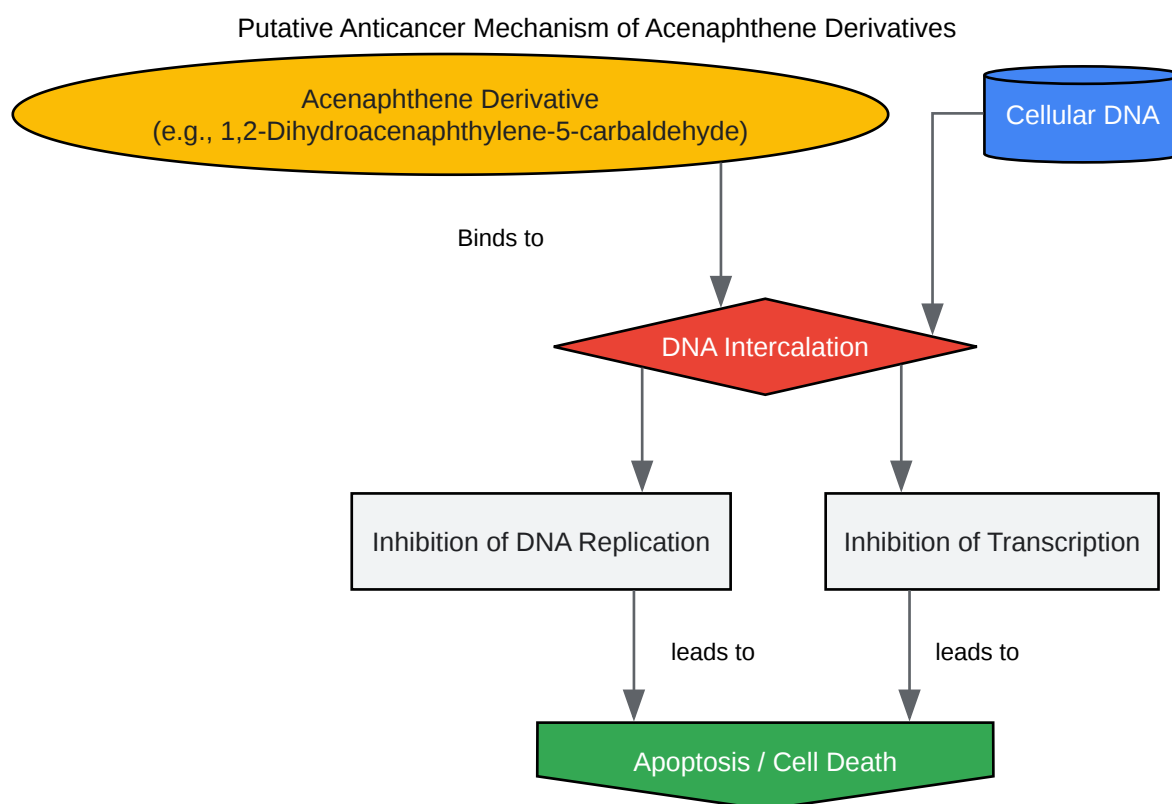 Putative Anticancer Mechanism of Acenaphthene Derivatives
Acenaphthene Derivative
(e.g., 1,2-Dihydroacenaphthylene-5-carbaldehyde)
Cellular DNA
Binds to
DNA Intercalation
Inhibition of DNA Replication
Inhibition of Transcription
leads to
leads to
Apoptosis / Cell Death